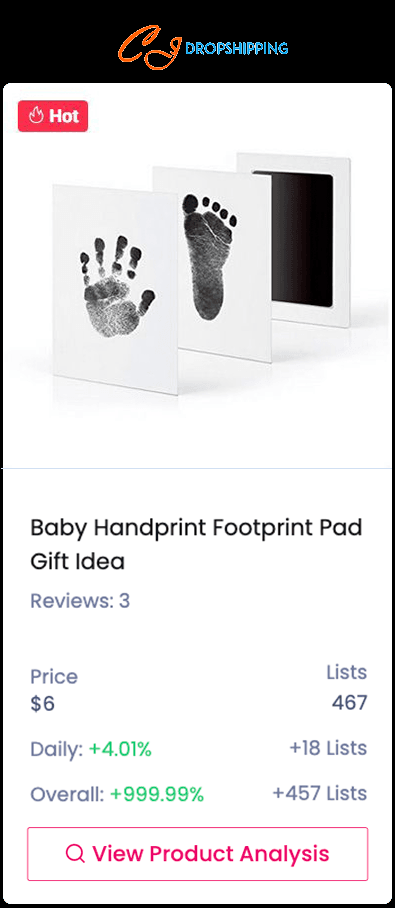 CJ DROPSHIPPING
Hot
Baby Handprint Footprint Pad
Gift Idea
Reviews: 3
Price
Lists
$6
467
Daily: +4.01%
+18 Lists
Overall: +999.99%
+457 Lists
View Product Analysis